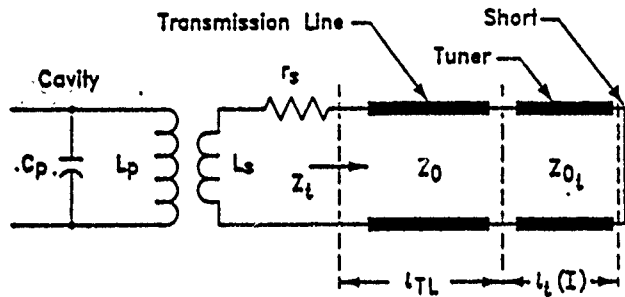 Transmission Line
Short
Tuner
Cavity
rs
Cp
Lp
Ls
Zt
Z0
Z0t
lTL
lt(I)